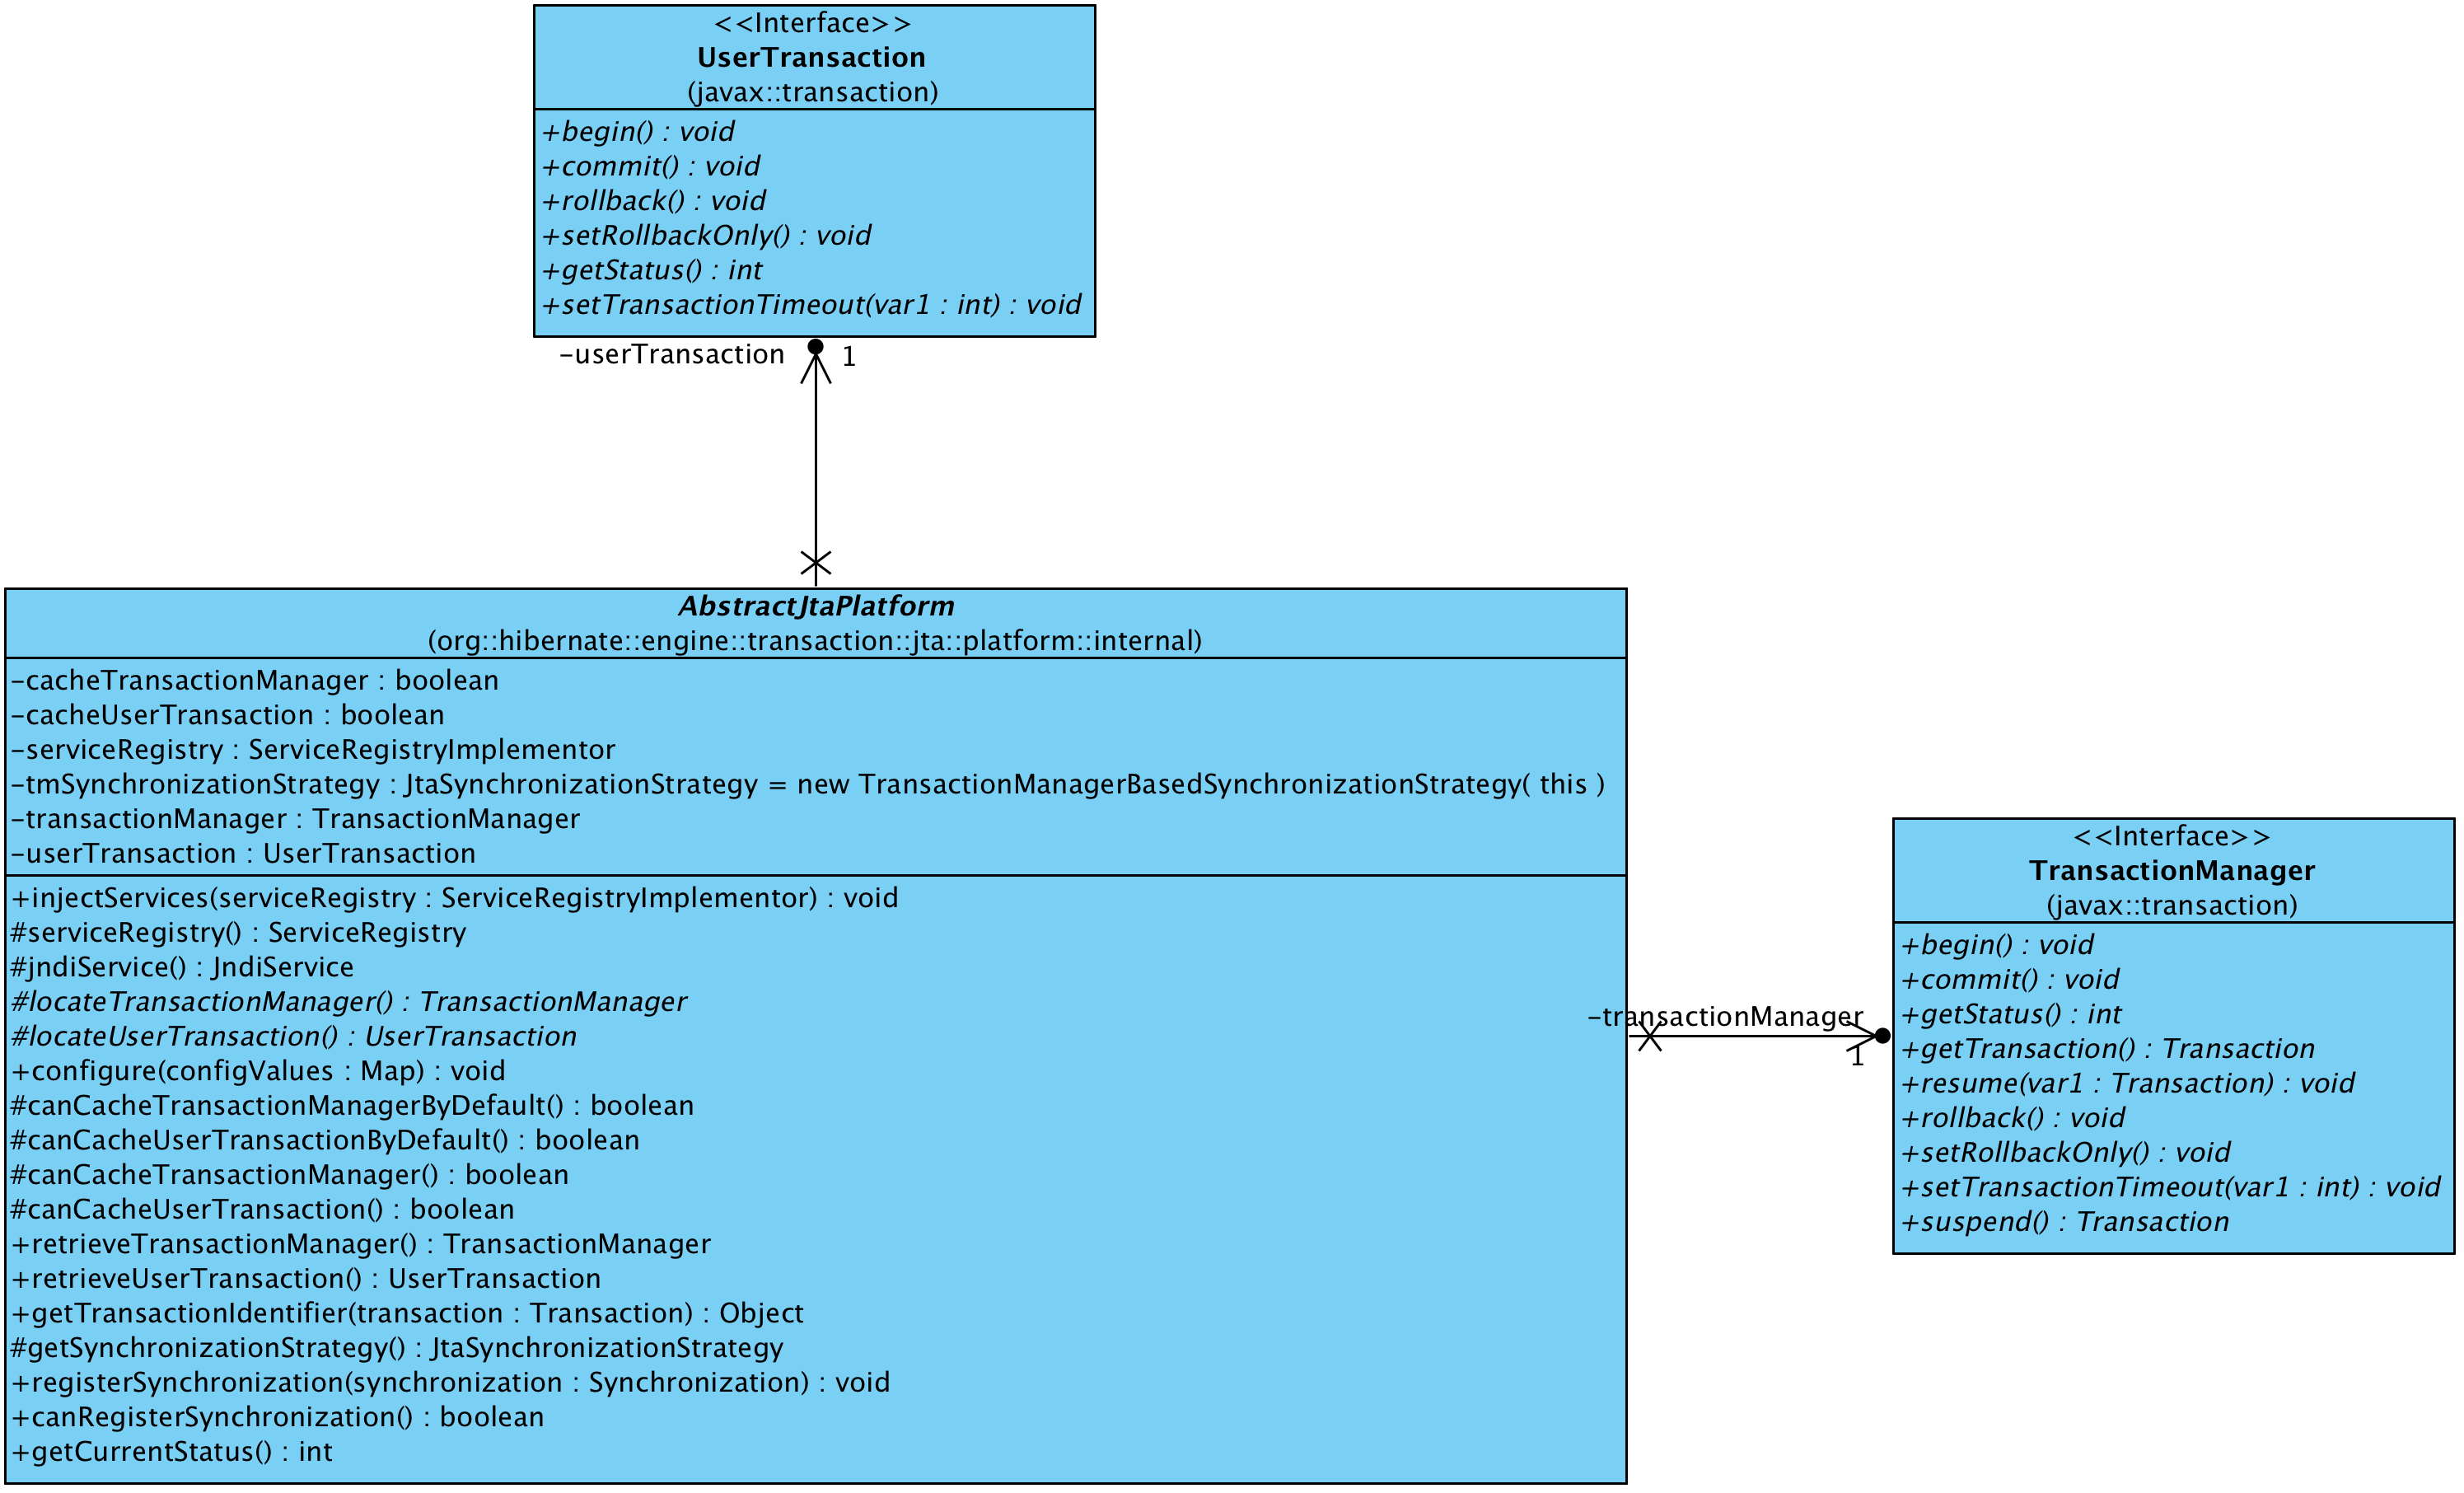 <<Interface>>
UserTransaction
(javax::transaction)
+begin() : void
+commit() : void
+rollback() : void
+setRollbackOnly() : void
+getStatus() : int
+setTransactionTimeout(var1 : int) : void
-userTransaction
1
AbstractJtaPlatform
(org::hibernate::engine::transaction::jta::platform::internal)
-cacheTransactionManager : boolean
-cacheUserTransaction : boolean
-serviceRegistry : ServiceRegistryImplementor
-tmSynchronizationStrategy : JtaSynchronizationStrategy = new TransactionManagerBasedSynchronizationStrategy( this )
-transactionManager : TransactionManager
-userTransaction : UserTransaction
+injectServices(serviceRegistry : ServiceRegistryImplementor) : void
#serviceRegistry() : ServiceRegistry
#jndiService() : JndiService
#locateTransactionManager() : TransactionManager
#locateUserTransaction() : UserTransaction
+configure(configValues : Map) : void
#canCacheTransactionManagerByDefault() : boolean
#canCacheUserTransactionByDefault() : boolean
#canCacheTransactionManager() : boolean
#canCacheUserTransaction() : boolean
+retrieveTransactionManager() : TransactionManager
+retrieveUserTransaction() : UserTransaction
+getTransactionIdentifier(transaction : Transaction) : Object
#getSynchronizationStrategy() : JtaSynchronizationStrategy
+registerSynchronization(synchronization : Synchronization) : void
+canRegisterSynchronization() : boolean
+getCurrentStatus() : int
-transactionManager
1
<<Interface>>
TransactionManager
(javax::transaction)
+begin() : void
+commit() : void
+getStatus() : int
+getTransaction() : Transaction
+resume(var1 : Transaction) : void
+rollback() : void
+setRollbackOnly() : void
+setTransactionTimeout(var1 : int) : void
+suspend() : Transaction